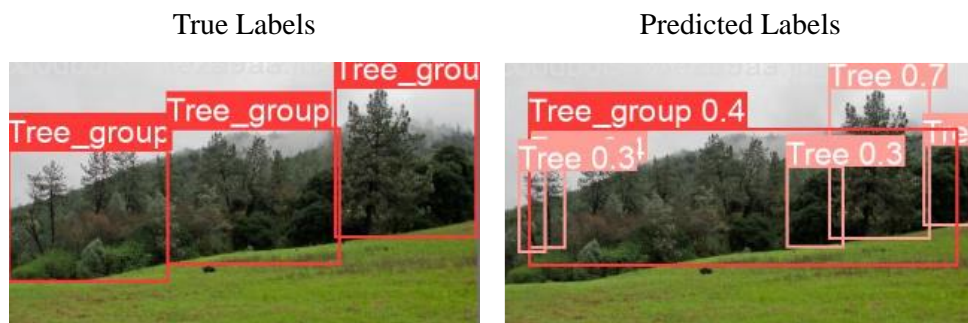 True Labels
Predicted Labels
Tree_group
Tree_group
Tree_grou
Tree_group 0.4
Tree 0.3
Tree 0.3
Tree 0.7